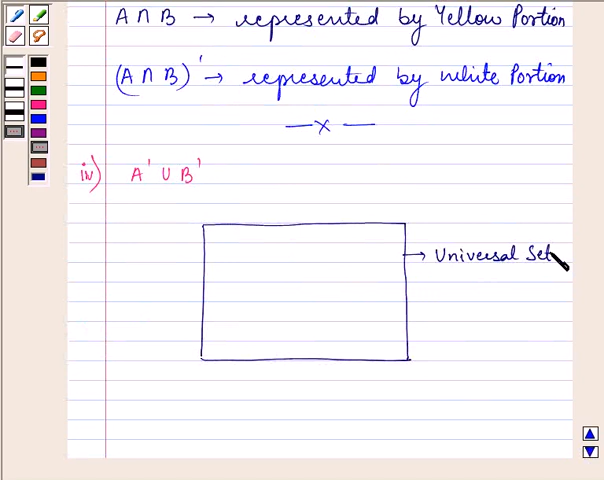 A ∩ B → represented by Yellow Portion
(A ∩ B)' → represented by white Portion
—x—
iv) A' ∪ B'
→ Universal Set